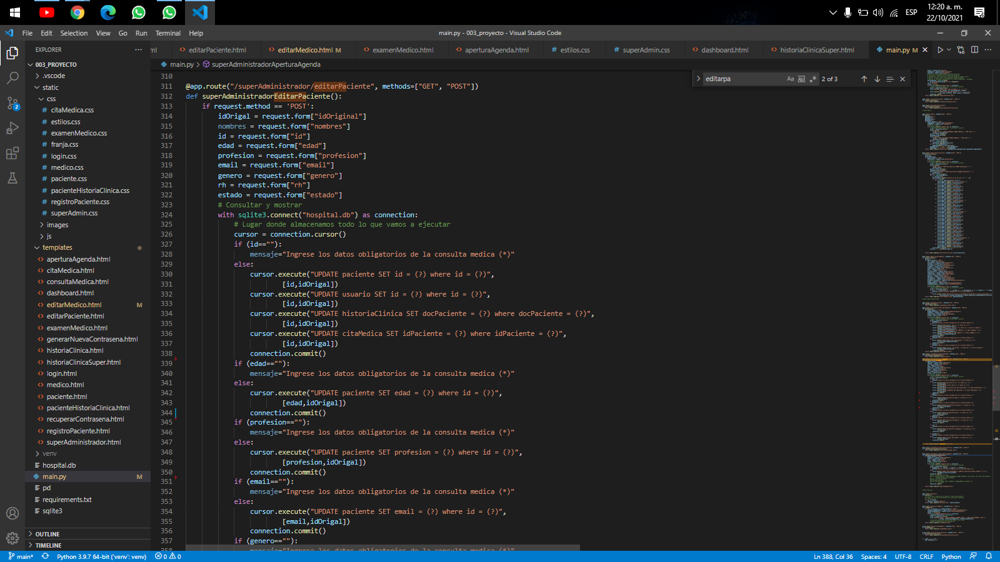 12:20 a. m.
ESP
22/10/2021
File Edit Selection View Go Run Terminal Help
main.py - 003_proyecto - Visual Studio Code
EXPLORER
ml
editarPaciente.html
editarMedico.html M
examenMedico.html
aperturaAgenda.html
estilos.css
superAdmin.css
dashboard.html
historiaClinicaSuper.html
main.py M
main.py > superAdministradorAperturaAgenda
editarpa
Aa
2 of 3
003_PROYECTO
.vscode
static
css
# citaMedica.css
# estilos.css
# examenMedico.css
# franja.css
# login.css
# medico.css
# paciente.css
# pacienteHistoriaClinica.css
# registroPaciente.css
# superAdmin.css
images
js
templates
aperturaAgenda.html
citaMedica.html
consultaMedica.html
dashboard.html
editarMedico.html M
editarPaciente.html
examenMedico.html
generarNuevaContrasena.html
historiaClinica.html
historiaClinicaSuper.html
login.html
medico.html
paciente.html
pacienteHistoriaClinica.html
recuperarContrasena.html
registroPaciente.html
superAdministrador.html
venv
hospital.db
main.py M
pd
requirements.txt
sqlite3
OUTLINE
TIMELINE
2
310
311 @app.route("/superAdministrador/editarPaciente", methods=["GET", "POST"])
312 def superAdministradorEditarPaciente():
313 if request.method == 'POST':
314 idOrigal = request.form["idOriginal"]
315 nombres = request.form["nombres"]
316 id = request.form["id"]
317 edad = request.form["edad"]
318 profesion = request.form["profesion"]
319 email = request.form["email"]
320 genero = request.form["genero"]
321 rh = request.form["rh"]
322 estado = request.form["estado"]
323 # Consultar y mostrar
324 with sqlite3.connect("hospital.db") as connection:
325 # Lugar donde almacenamos todo lo que vamos a ejecutar
326 cursor = connection.cursor()
327 if (id==""):
328 mensaje="Ingrese los datos obligatorios de la consulta medica (*)"
329 else:
330 cursor.execute("UPDATE paciente SET id = (?) where id = (?)",
331 [id,idOrigal])
332 cursor.execute("UPDATE usuario SET id = (?) where id = (?)",
333 [id,idOrigal])
334 cursor.execute("UPDATE historiaClinica SET docPaciente = (?) where docPaciente = (?)",
335 [id,idOrigal])
336 cursor.execute("UPDATE citaMedica SET idPaciente = (?) where idPaciente = (?)",
337 [id,idOrigal])
338 connection.commit()
339 if (edad==""):
340 mensaje="Ingrese los datos obligatorios de la consulta medica (*)"
341 else:
342 cursor.execute("UPDATE paciente SET edad = (?) where id = (?)",
343 [edad,idOrigal])
344 connection.commit()
345 if (profesion==""):
346 mensaje="Ingrese los datos obligatorios de la consulta medica (*)"
347 else:
348 cursor.execute("UPDATE paciente SET profesion = (?) where id = (?)",
349 [profesion,idOrigal])
350 connection.commit()
351 if (email==""):
352 mensaje="Ingrese los datos obligatorios de la consulta medica (*)"
353 else:
354 cursor.execute("UPDATE paciente SET email = (?) where id = (?)",
355 [email,idOrigal])
356 connection.commit()
357 if (genero==""):
358 mensaje="Ingrese los datos obligatorios de la consulta medica (*)"
main* Python 3.9.7 64-bit ('venv': venv) 0 0
Ln 388, Col 36 Spaces: 4 UTF-8 CRLF Python